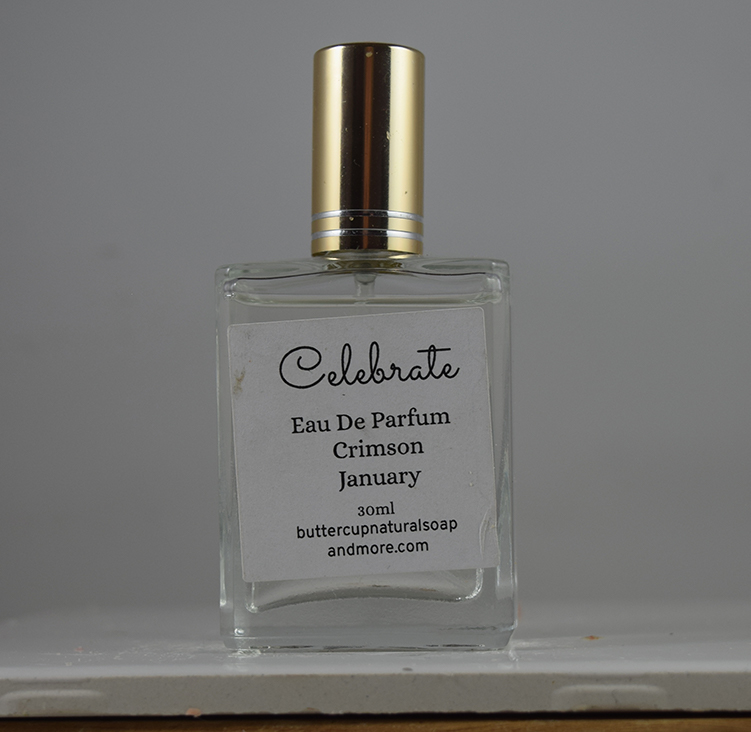 Celebrate
Eau De Parfum
Crimson
January
30ml
buttercupnaturalsoap
andmore.com